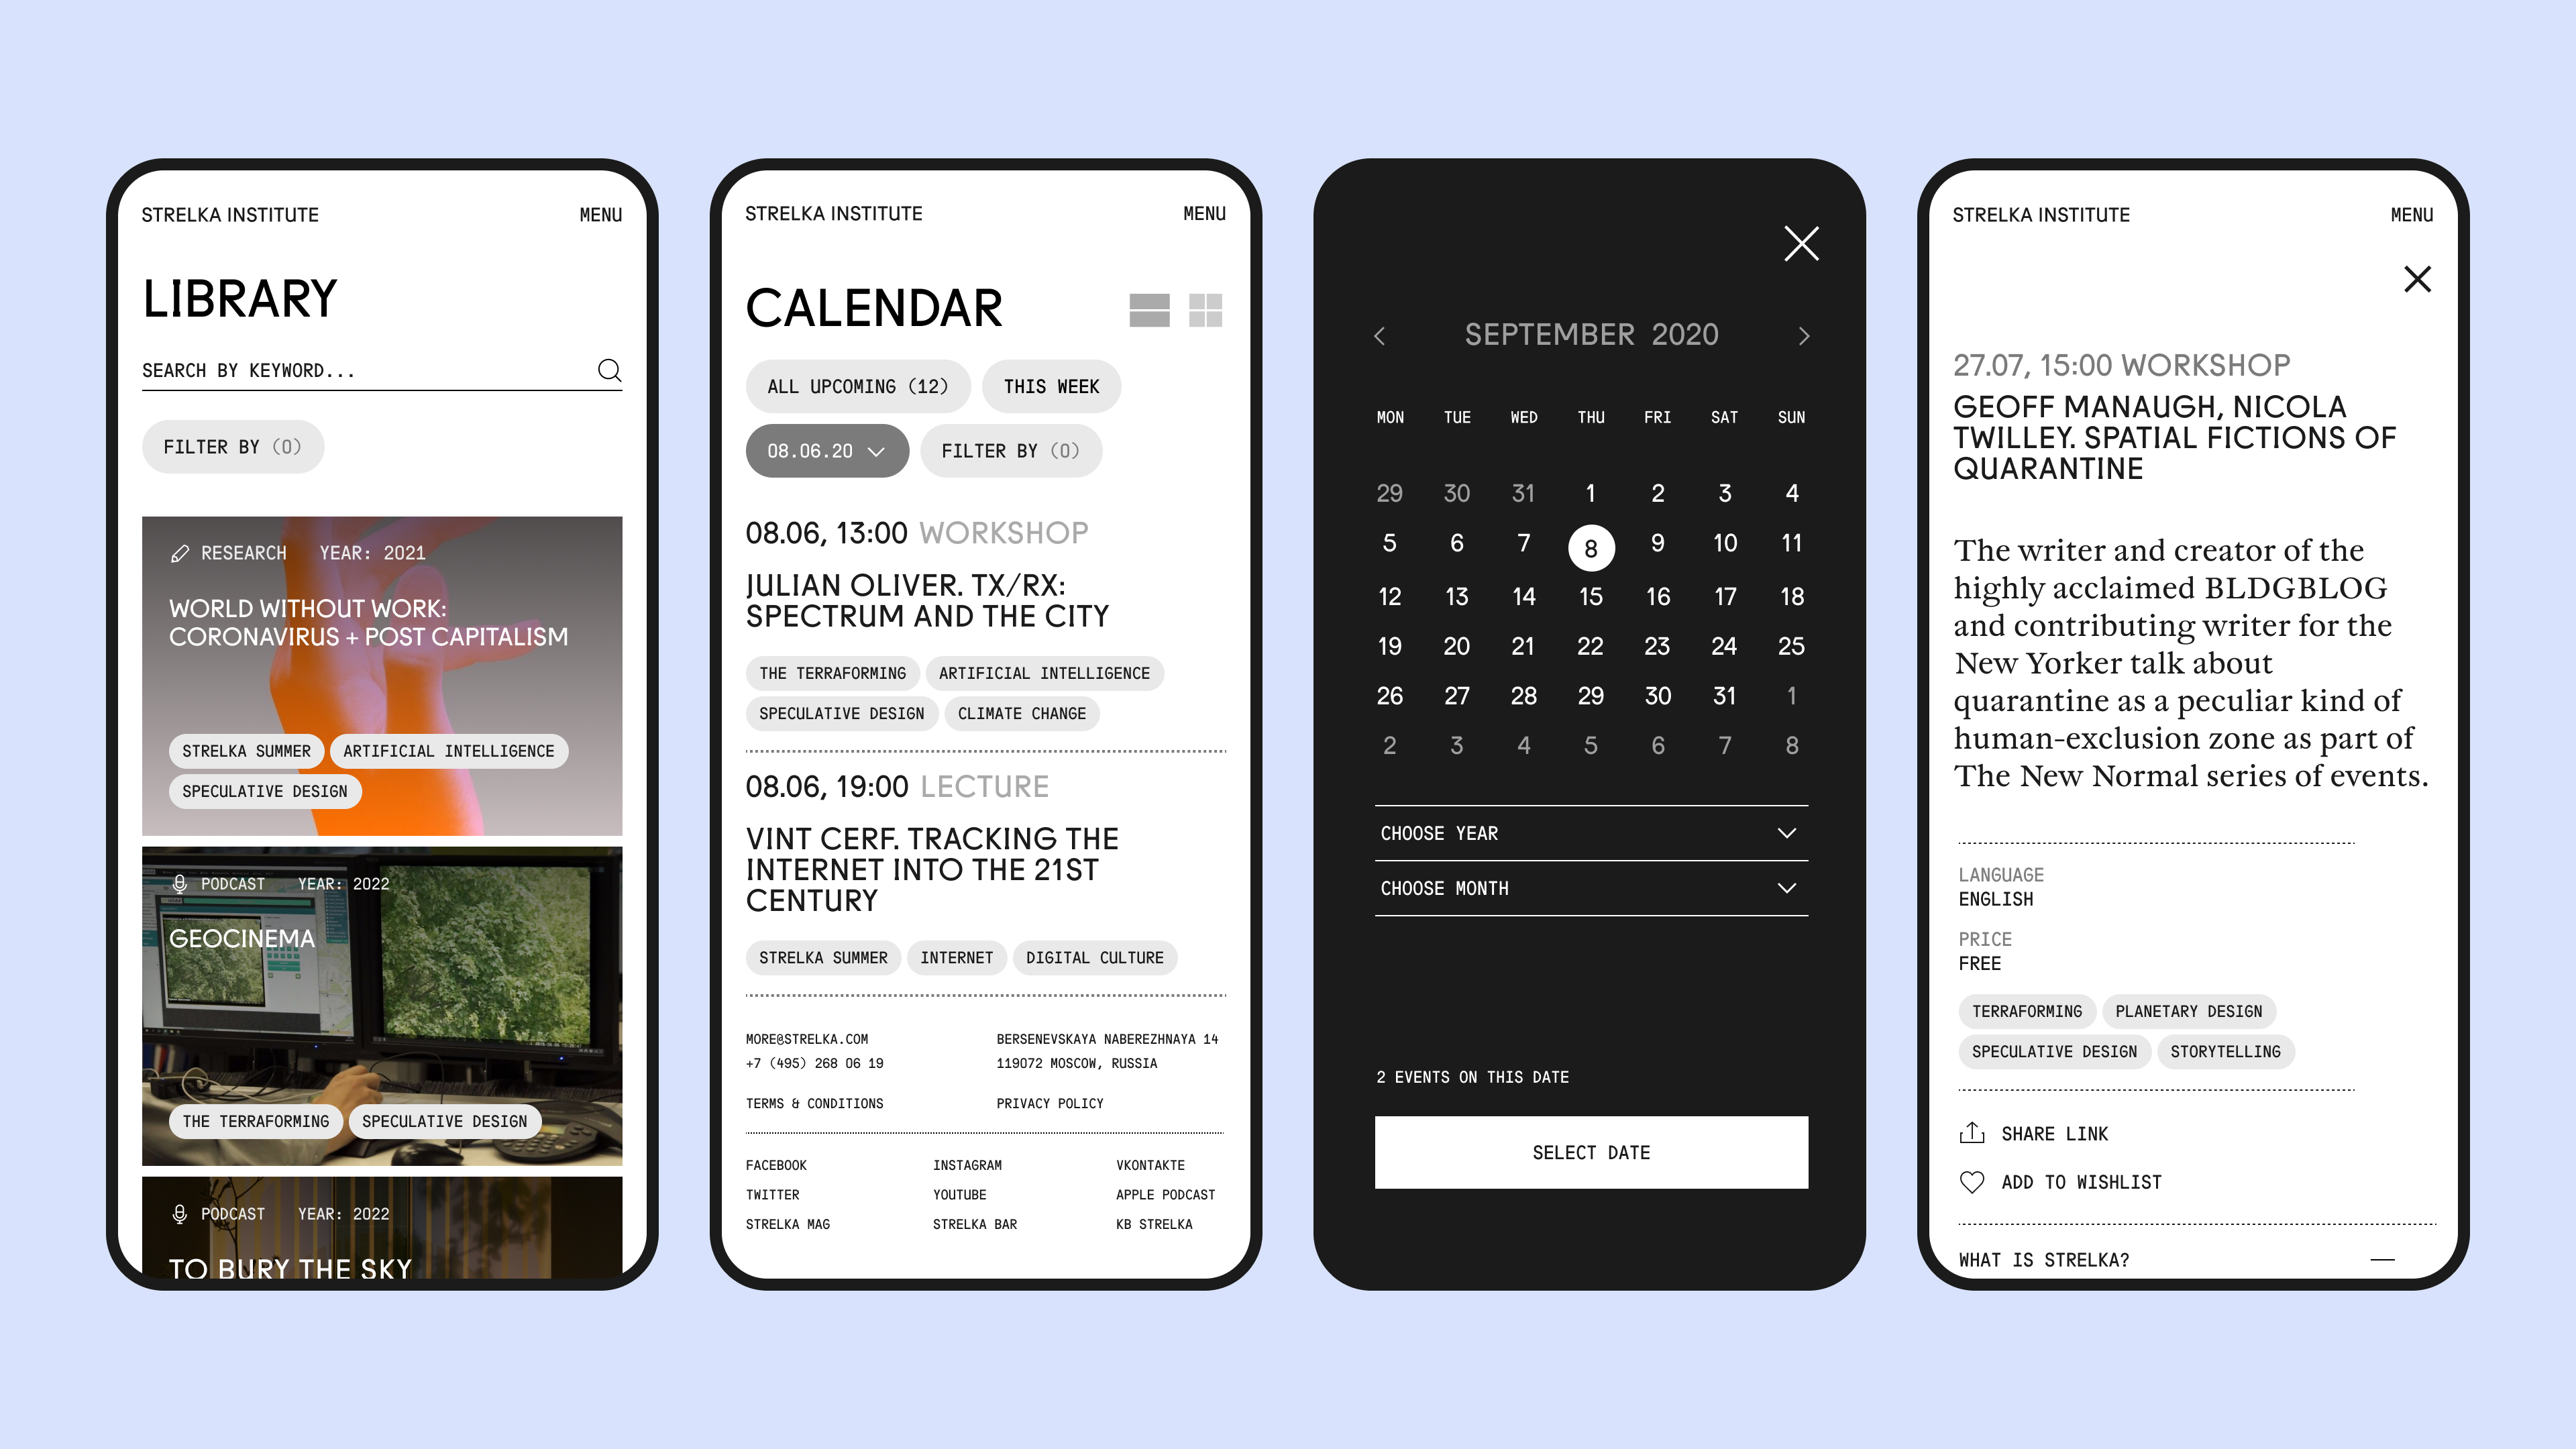 STRELKA INSTITUTE MENU
LIBRARY
SEARCH BY KEYWORD...
FILTER BY (0)
RESEARCH YEAR: 2021
WORLD WITHOUT WORK:
CORONAVIRUS + POST CAPITALISM
STRELKA SUMMER ARTIFICIAL INTELLIGENCE
SPECULATIVE DESIGN
PODCAST YEAR: 2022
GEOCINEMA
THE TERRAFORMING SPECULATIVE DESIGN
PODCAST YEAR: 2022
TO BURY THE SKY
STRELKA INSTITUTE MENU
CALENDAR
ALL UPCOMING (12) THIS WEEK
08.06.20 FILTER BY (0)
08.06, 13:00 WORKSHOP
JULIAN OLIVER. TX/RX:
SPECTRUM AND THE CITY
THE TERRAFORMING ARTIFICIAL INTELLIGENCE
SPECULATIVE DESIGN CLIMATE CHANGE
08.06, 19:00 LECTURE
VINT CERF. TRACKING THE
INTERNET INTO THE 21ST
CENTURY
STRELKA SUMMER INTERNET DIGITAL CULTURE
MORE@STRELKA.COM BERSENEVSKAYA NABEREZHNAYA 14
+7 (495) 268 06 19 119072 MOSCOW, RUSSIA
TERMS & CONDITIONS PRIVACY POLICY
FACEBOOK INSTAGRAM VKONTAKTE
TWITTER YOUTUBE APPLE PODCAST
STRELKA MAG STRELKA BAR KB STRELKA
SEPTEMBER 2020
MON TUE WED THU FRI SAT SUN
29 30 31 1 2 3 4
5 6 7 8 9 10 11
12 13 14 15 16 17 18
19 20 21 22 23 24 25
26 27 28 29 30 31 1
2 3 4 5 6 7 8
CHOOSE YEAR
CHOOSE MONTH
2 EVENTS ON THIS DATE
SELECT DATE
STRELKA INSTITUTE MENU
27.07, 15:00 WORKSHOP
GEOFF MANAUGH, NICOLA
TWILLEY. SPATIAL FICTIONS OF
QUARANTINE
The writer and creator of the
highly acclaimed BLDGBLOG
and contributing writer for the
New Yorker talk about
quarantine as a peculiar kind of
human-exclusion zone as part of
The New Normal series of events.
LANGUAGE
ENGLISH
PRICE
FREE
TERRAFORMING PLANETARY DESIGN
SPECULATIVE DESIGN STORYTELLING
SHARE LINK
ADD TO WISHLIST
WHAT IS STRELKA?